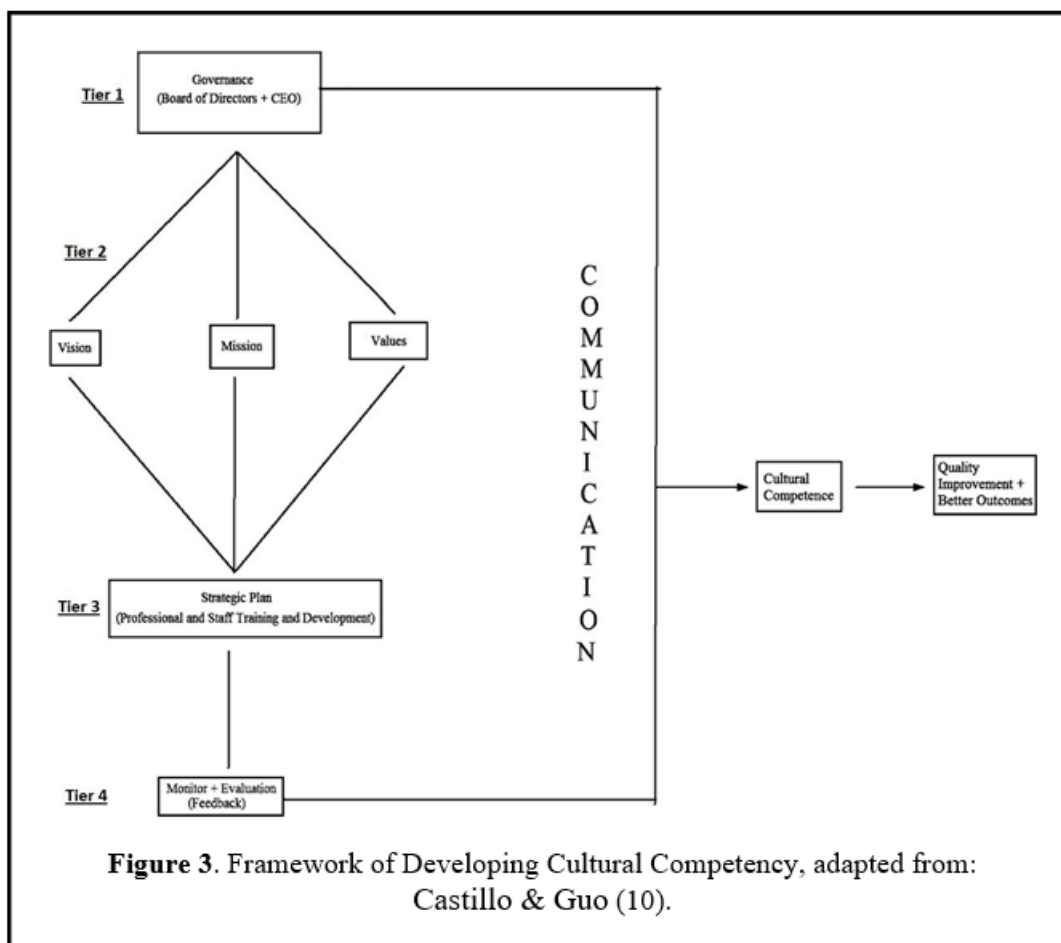 Tier 1
Governance
(Board of Directors + CEO)
Tier 2
Vision
Mission
Values
COMMUNICATION
Cultural
Competence
Quality
Improvement +
Better Outcomes
Tier 3
Strategic Plan
(Professional and Staff Training and Development)
Tier 4
Monitor + Evaluation
(Feedback)
Figure 3. Framework of Developing Cultural Competency, adapted from:
Castillo & Guo (10).